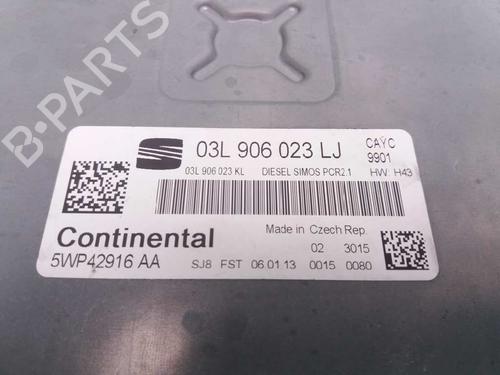 B-PARTS
03L 906 023 LJ
CAYC
9901
03L 906 023 KL DIESEL SIMOS PCR2.1 HW: H43
Continental
Made in Czech Rep.
02 3015
5WP42916 AA
SJ8 FST 06.01.13 0015 0080